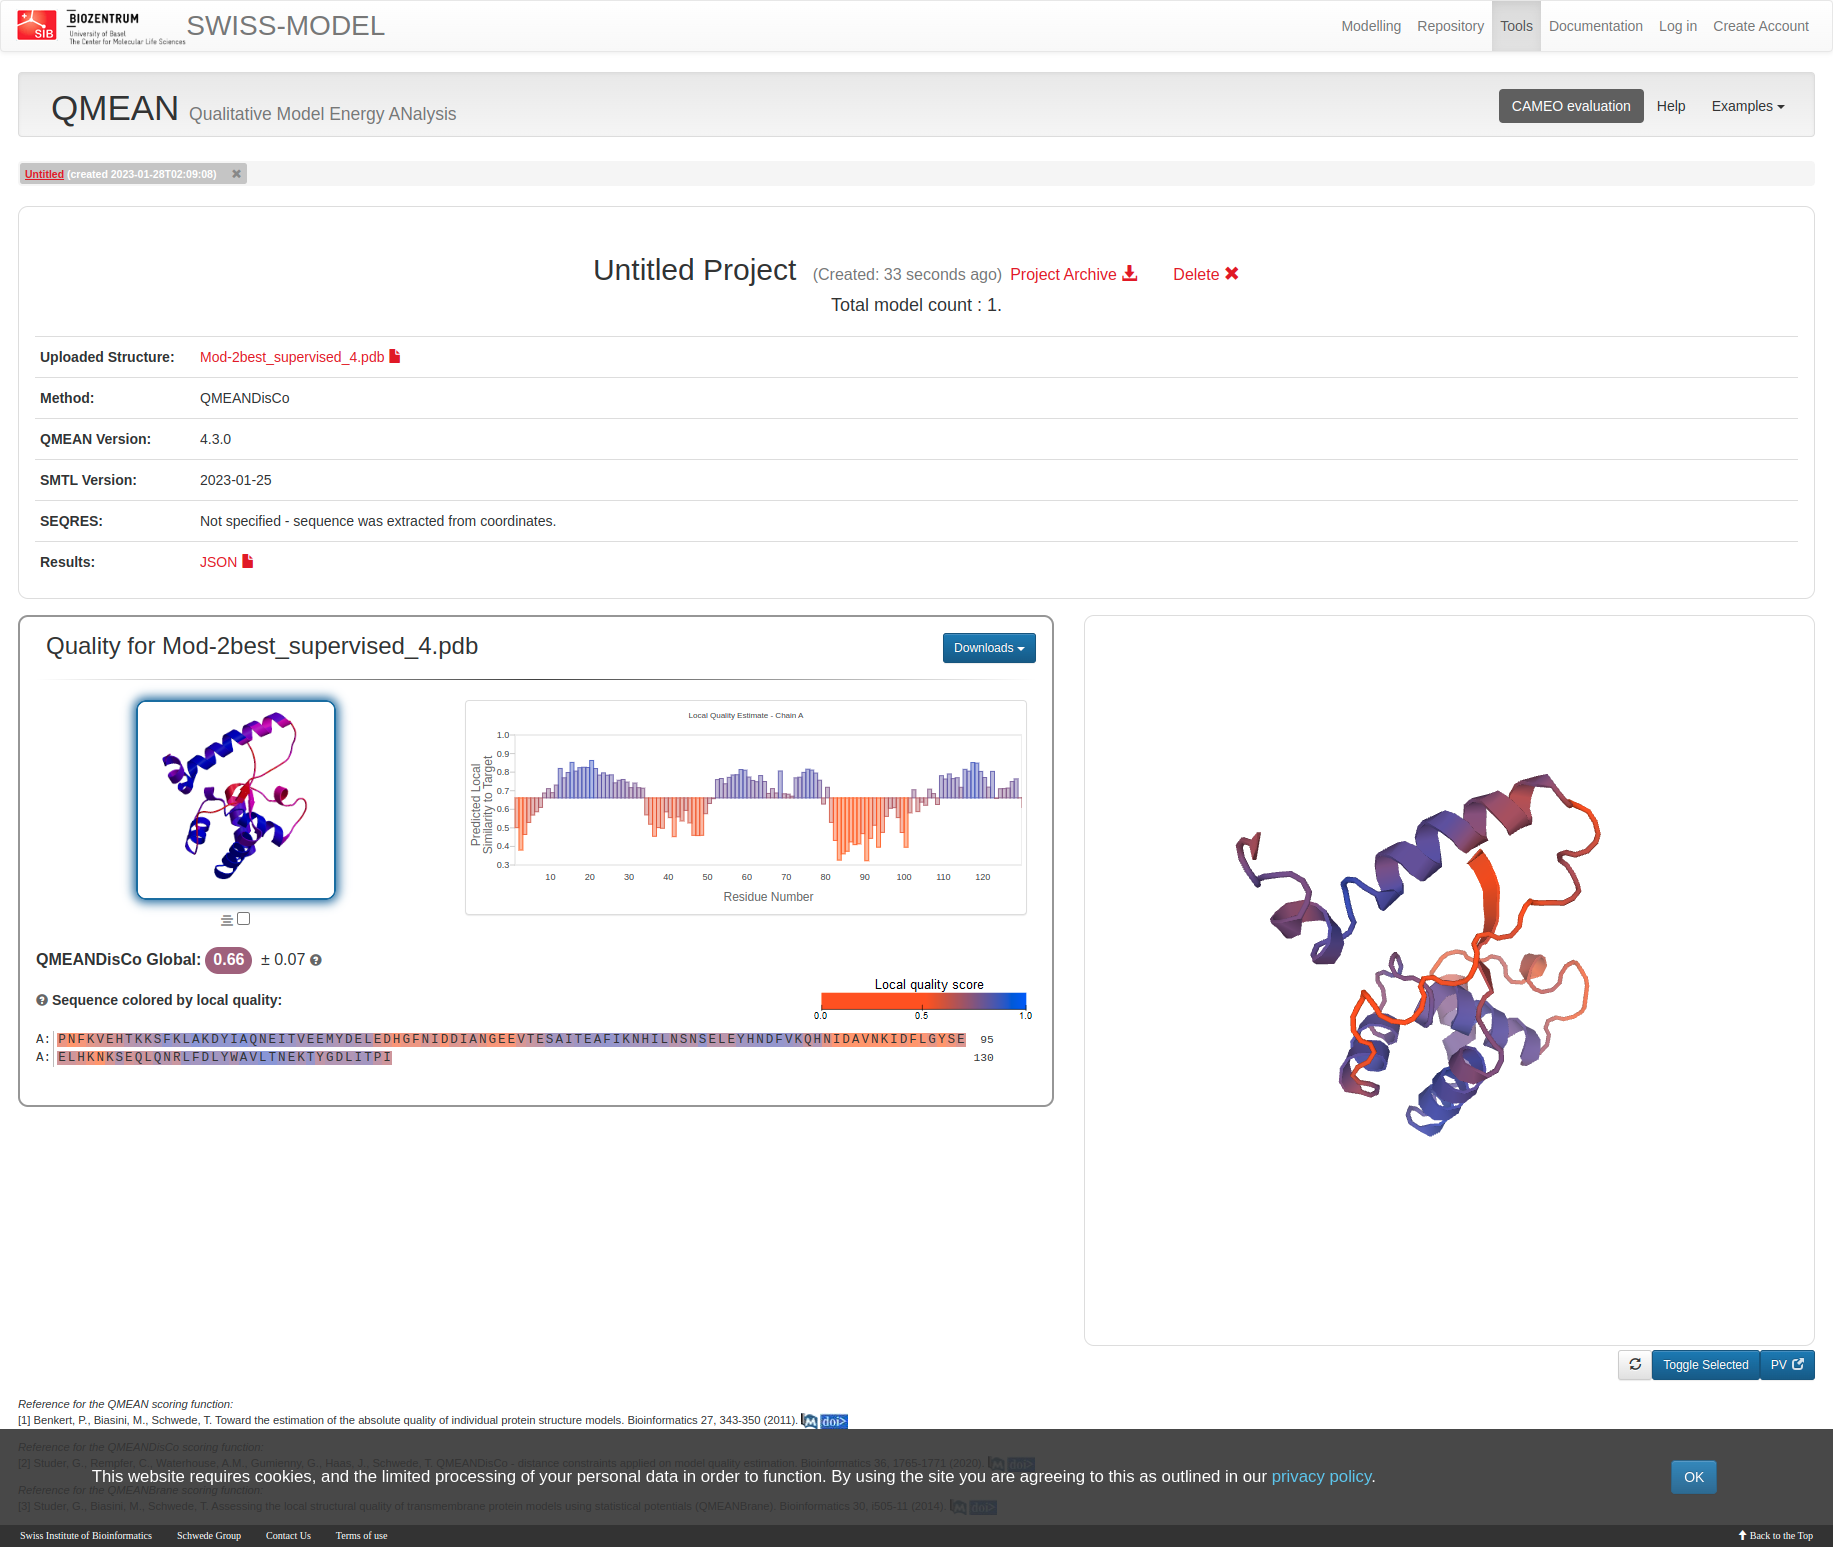 SIB BIOZENTRUM University of Basel The Center for Molecular Life Sciences SWISS-MODEL Modelling Repository Tools Documentation Log in Create Account
QMEAN Qualitative Model Energy ANalysis CAMEO evaluation Help Examples
Untitled (created 2023-01-28T02:09:08)
Untitled Project (Created: 33 seconds ago) Project Archive Delete
Total model count : 1.
Uploaded Structure: Mod-2best_supervised_4.pdb
Method: QMEANDisCo
QMEAN Version: 4.3.0
SMTL Version: 2023-01-25
SEQRES: Not specified - sequence was extracted from coordinates.
Results: JSON
Quality for Mod-2best_supervised_4.pdb Downloads
Local Quality Estimate - Chain A
Predicted Local
Similarity to Target
1.0
0.9
0.8
0.7
0.6
0.5
0.4
0.3
10 20 30 40 50 60 70 80 90 100 110 120
Residue Number
QMEANDisCo Global: 0.66 ± 0.07
Local quality score
0.0 0.5 1.0
Sequence colored by local quality:
A: PNFKVEHTKKSFKLAKDYIAQNEITVEEMYDELEDHGFNIDDIANGEEVTESAITEAFIKNHILNSNSELEYHNDFVKQHNIDAVNKIDFLGYSE 95
A: ELHKNKSEQLQNRLFDLYWAVLTNEKTYGDLITPI 130
Toggle Selected PV
Reference for the QMEAN scoring function:
[1] Benkert, P., Biasini, M., Schwede, T. Toward the estimation of the absolute quality of individual protein structure models. Bioinformatics 27, 343-350 (2011). M doi>
Reference for the QMEANDisCo scoring function:
[2] Studer, G., Rempfer, C., Waterhouse, A.M., Gumienny, G., Haas, J., Schwede, T. QMEANDisCo - distance constraints applied on model quality estimation. Bioinformatics 36, 1765-1771 (2020). M doi>
This website requires cookies, and the limited processing of your personal data in order to function. By using the site you are agreeing to this as outlined in our privacy policy. OK
Reference for the QMEANBrane scoring function:
[3] Studer, G., Biasini, M., Schwede, T. Assessing the local structural quality of transmembrane protein models using statistical potentials (QMEANBrane). Bioinformatics 30, i505-11 (2014). M doi>
Swiss Institute of Bioinformatics Schwede Group Contact Us Terms of use Back to the Top